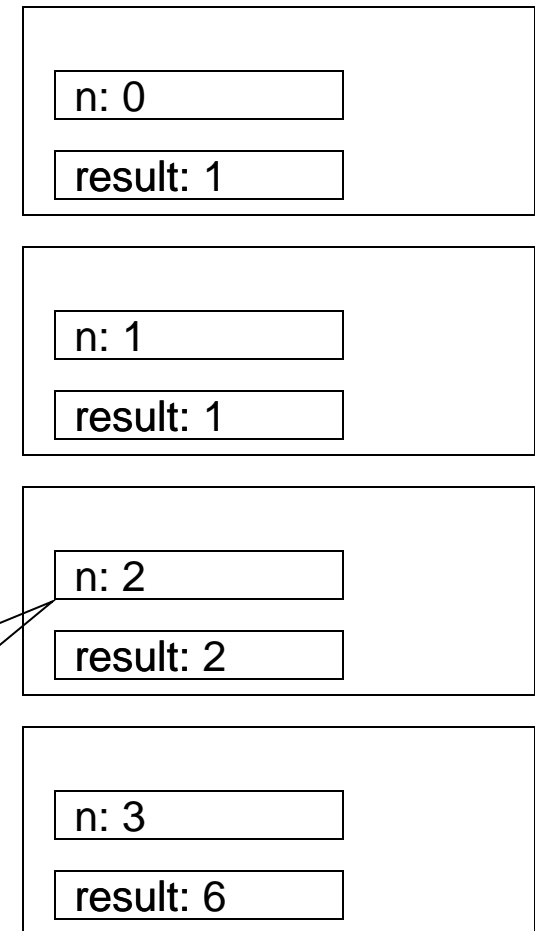 n: 0
result: 1
n: 1
result: 1
n: 2
result: 2
n: 3
result: 6